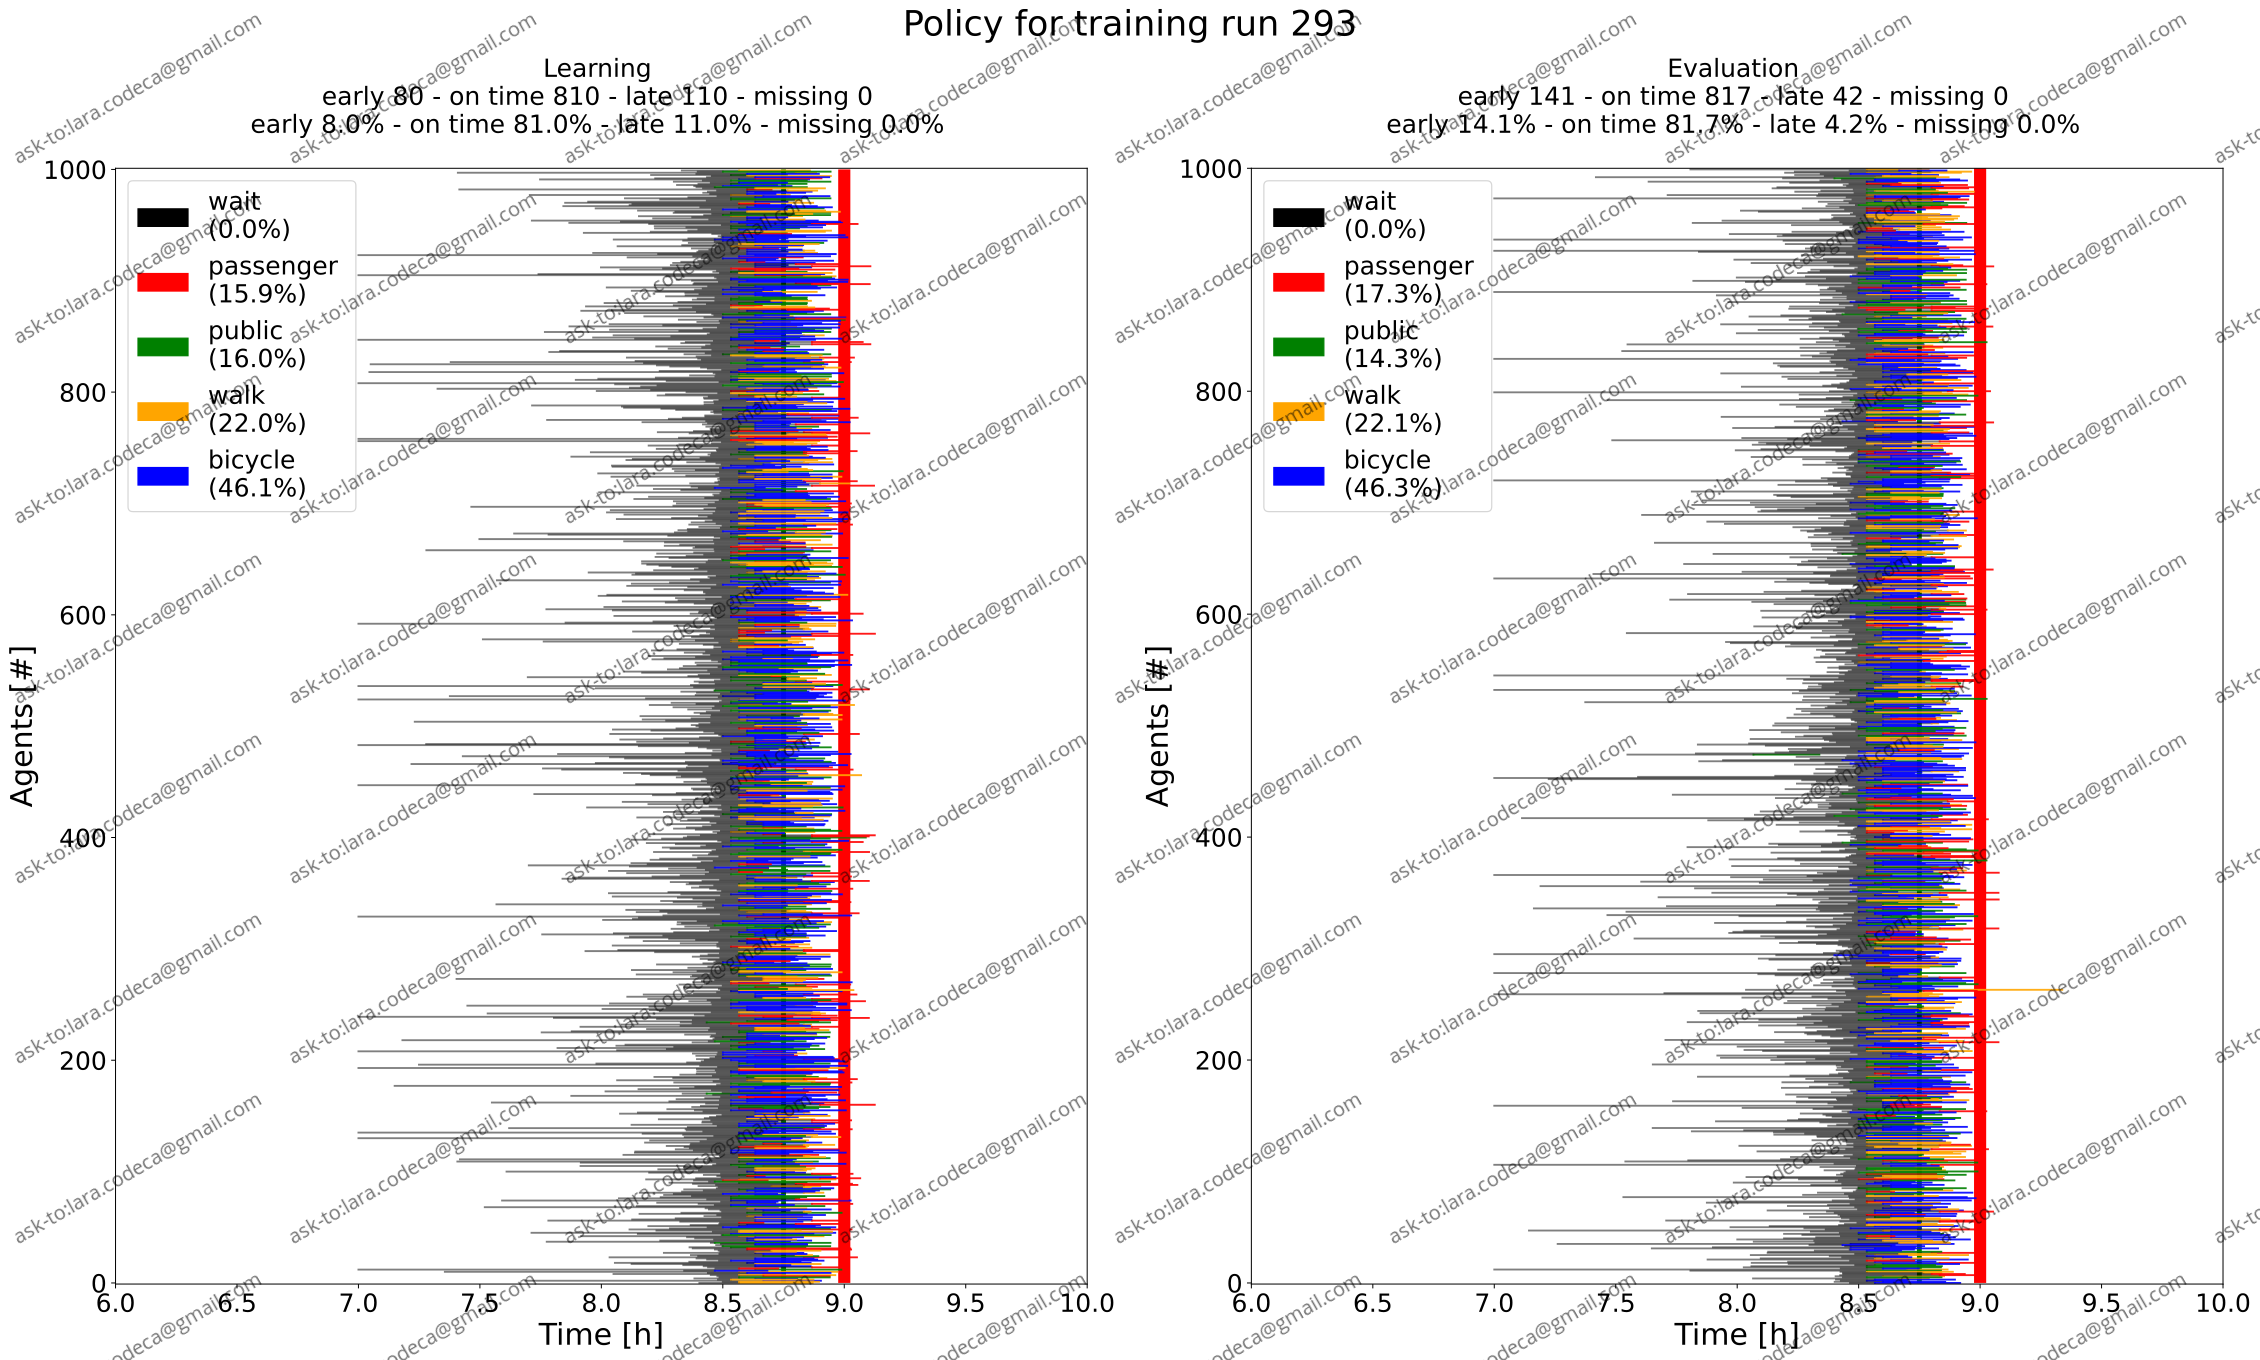 Policy for training run 293
Learning
early 80 - on time 810 - late 110 - missing 0
early 8.0% - on time 81.0% - late 11.0% - missing 0.0%
1000
800
600
400
200
0
Agents [#]
wait
(0.0%)
passenger
(15.9%)
public
(16.0%)
walk
(22.0%)
bicycle
(46.1%)
6.0 6.5 7.0 7.5 8.0 8.5 9.0 9.5 10.0
Time [h]
Evaluation
early 141 - on time 817 - late 42 - missing 0
early 14.1% - on time 81.7% - late 4.2% - missing 0.0%
1000
800
600
400
200
0
Agents [#]
wait
(0.0%)
passenger
(17.3%)
public
(14.3%)
walk
(22.1%)
bicycle
(46.3%)
6.0 6.5 7.0 7.5 8.0 8.5 9.0 9.5 10.0
Time [h]
ask-to:lara.codeca@gmail.com